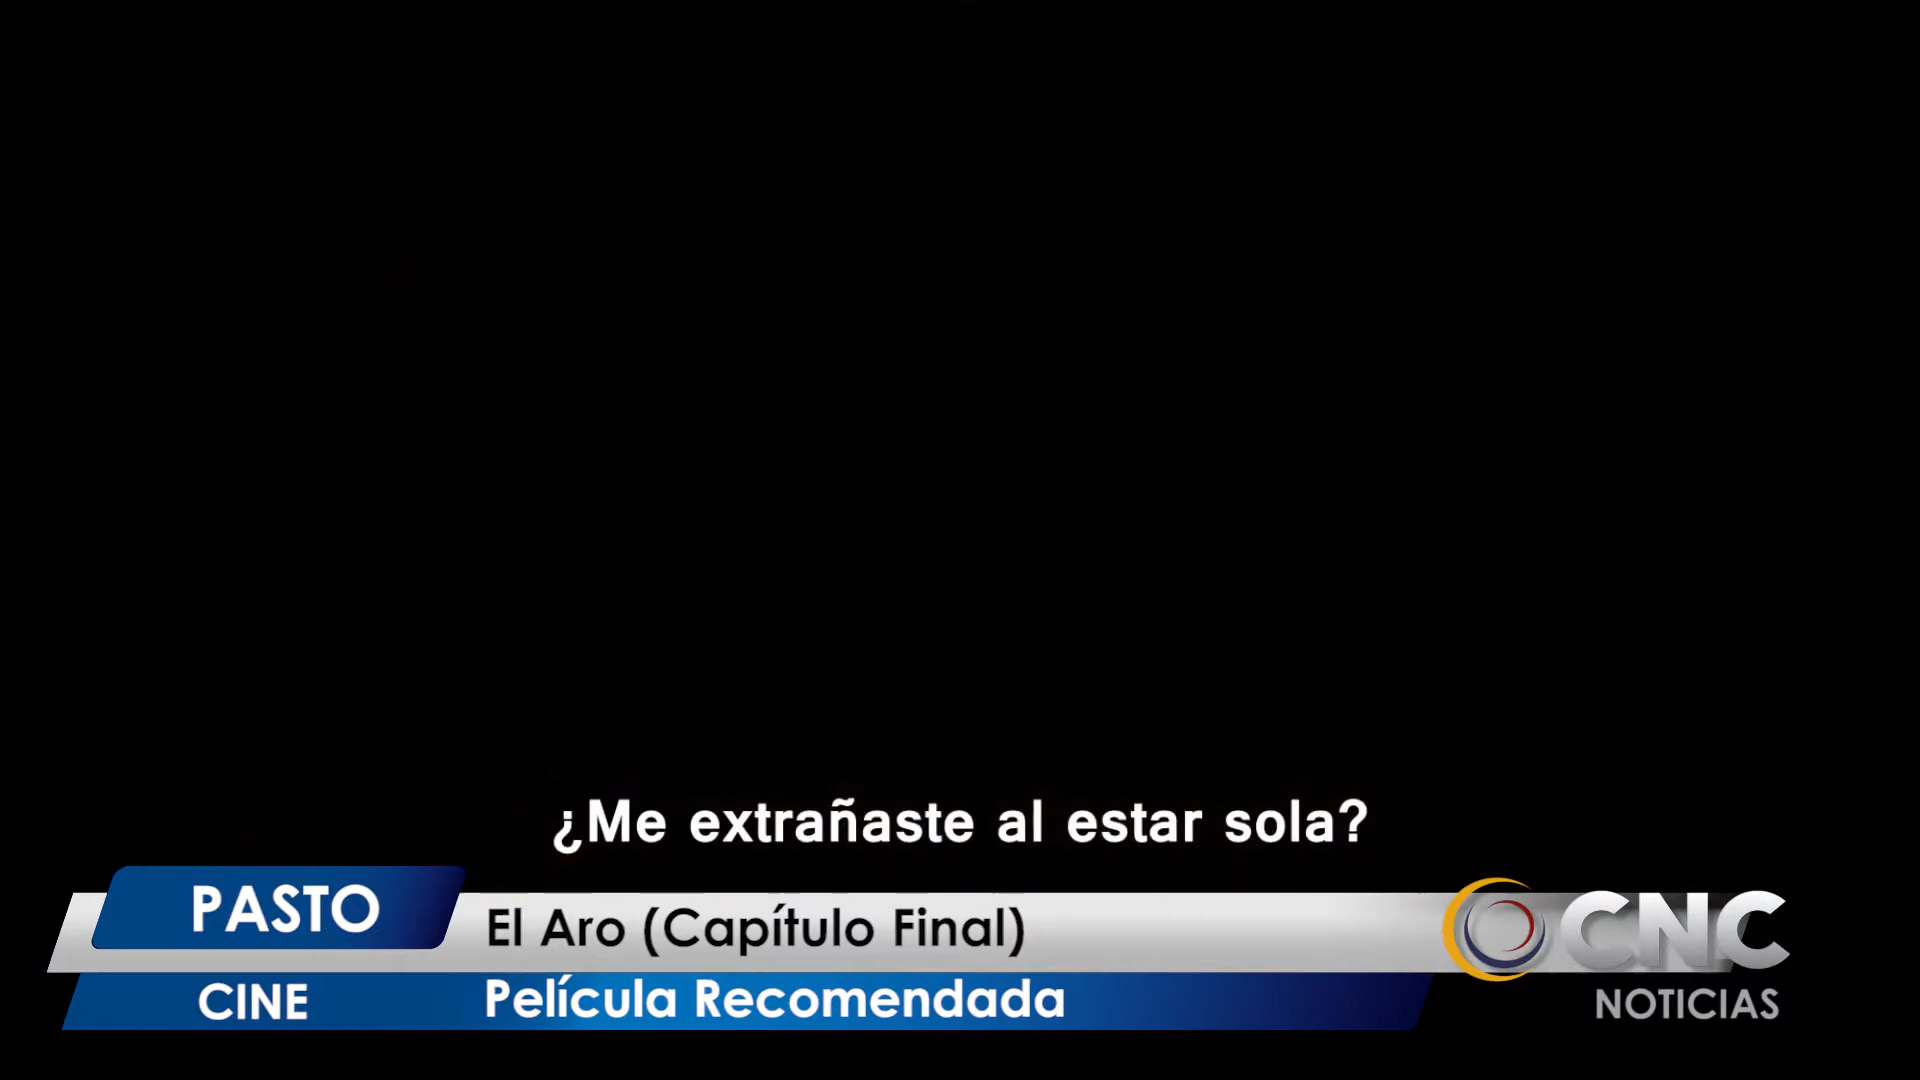 ¿Me extrañaste al estar sola?
PASTO
El Aro (Capítulo Final)
CNC
CINE
Película Recomendada
NOTICIAS